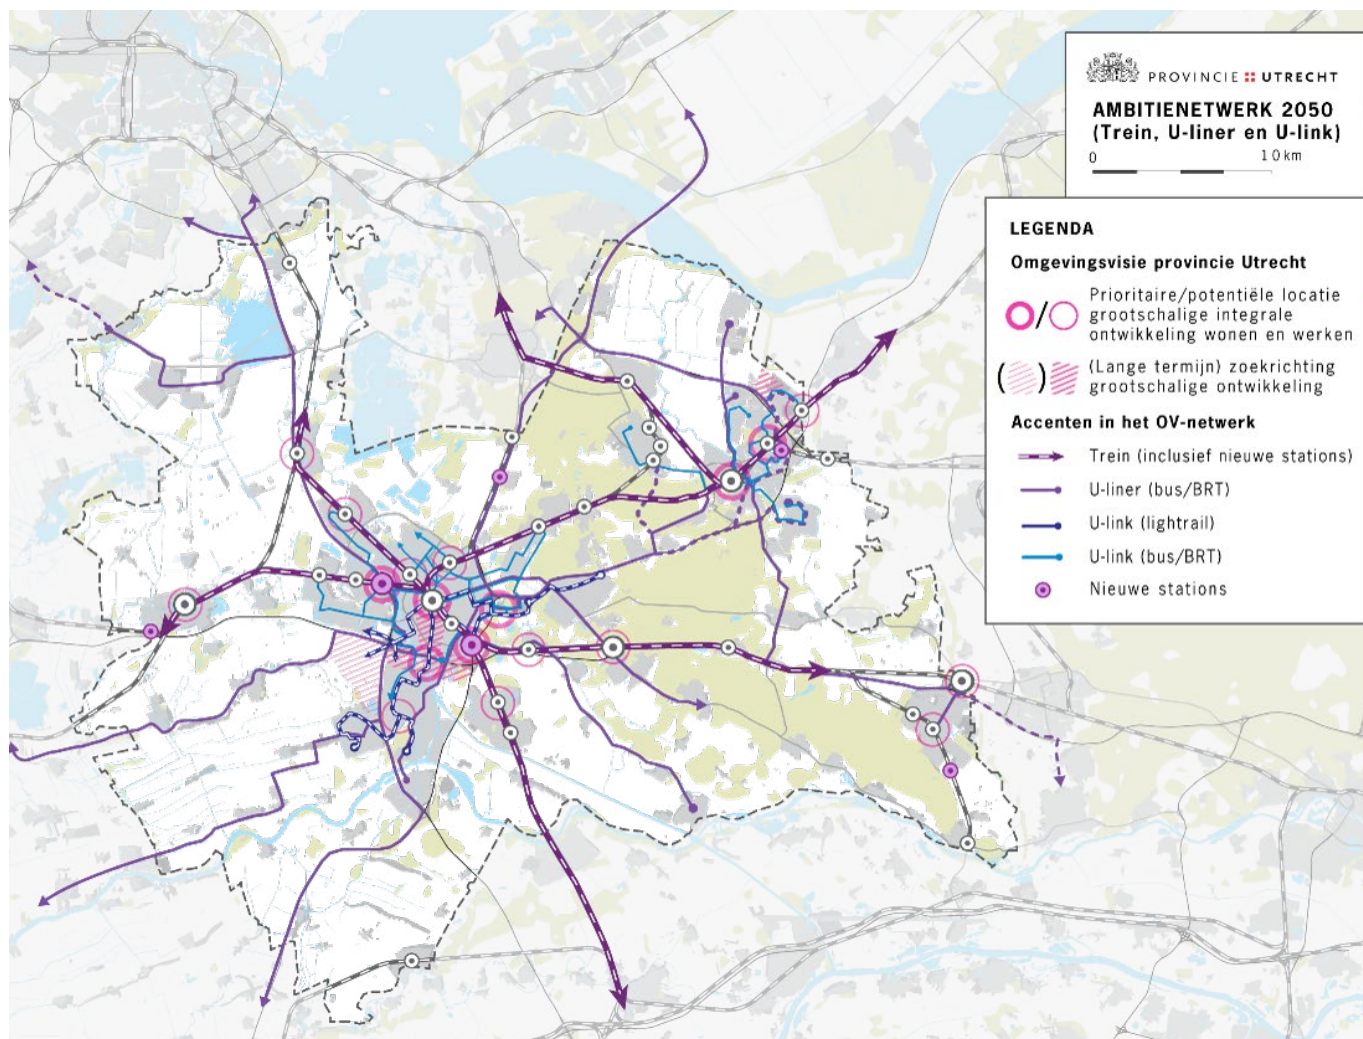 PROVINCIE UTRECHT
AMBITIENETWERK 2050
(Trein, U-liner en U-link)
0 10km
LEGENDA
Omgevingsvisie provincie Utrecht
Prioritaire/potentiële locatie
grootschalige integrale
ontwikkeling wonen en werken
(Lange termijn) zoekrichting
grootschalige ontwikkeling
Accenten in het OV-netwerk
Trein (inclusief nieuwe stations)
U-liner (bus/BRT)
U-link (lightrail)
U-link (bus/BRT)
Nieuwe stations